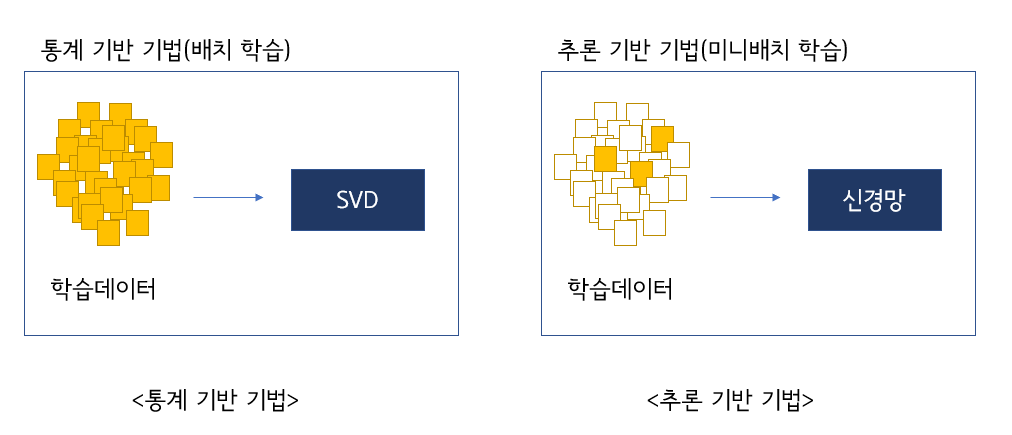 통계 기반 기법(배치 학습)
추론 기반 기법(미니배치 학습)
SVD
신경망
학습데이터
학습데이터
<통계 기반 기법>
<추론 기반 기법>